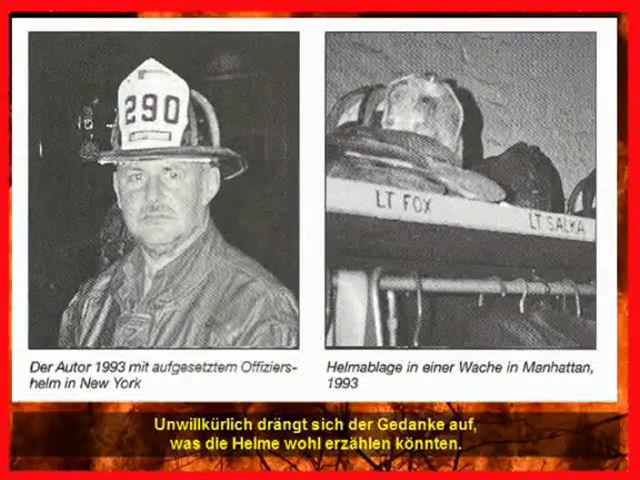 290
LT FOX
LT SALKA
Der Autor 1993 mit aufgesetztem Offiziers-
helm in New York
Helmablage in einer Wache in Manhattan,
1993
Unwillkürlich drängt sich der Gedanke auf,
was die Helme wohl erzählen könnten.